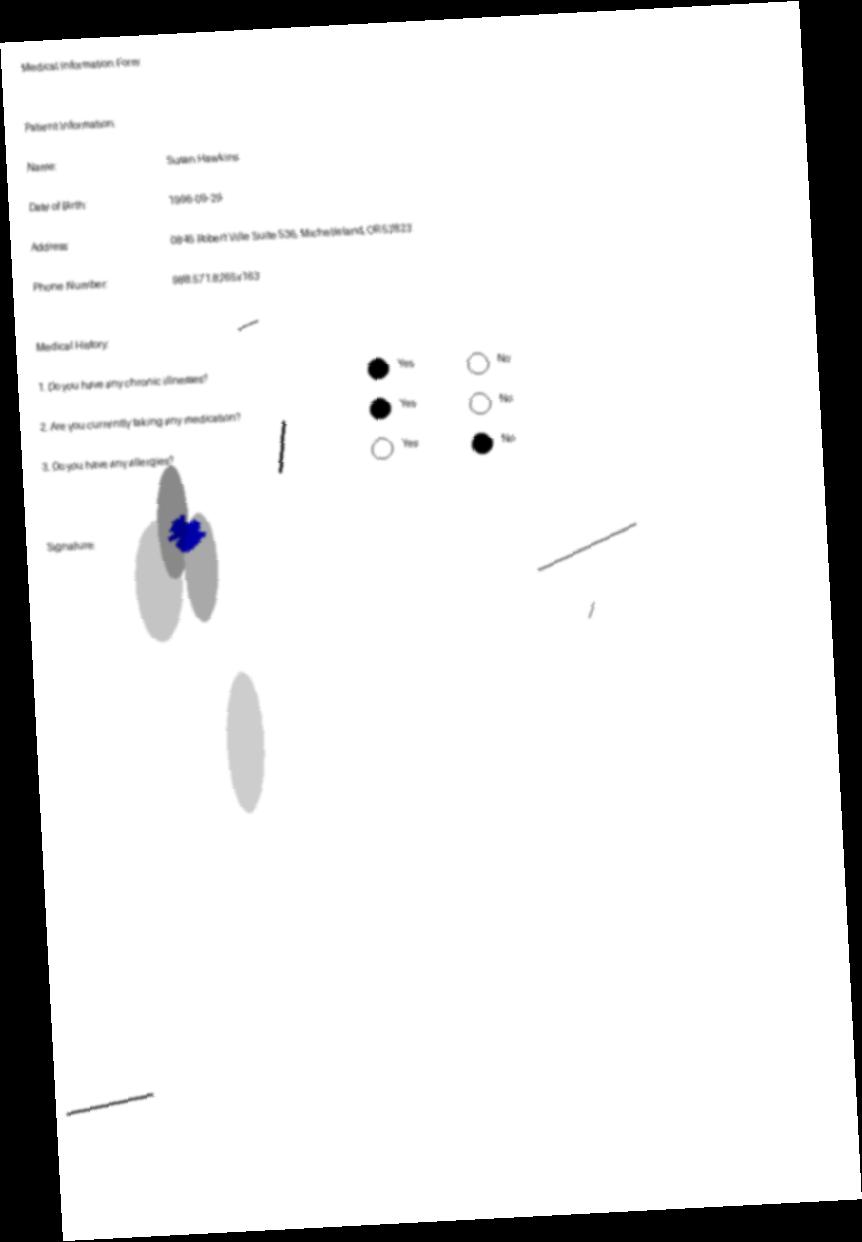 Medical Information Form
Patient Information:
Name: Susan Hawkins
Date of Birth: 1996-09-29
Address: 0845 Robert Ville Suite 536, OR 52823
Phone Number: 988.571.8265x163
Medical History:
1. Do you have any chronic illnesses? Yes No
2. Are you currently taking any medication? Yes No
3. Do you have any allergies? Yes No
Signature: